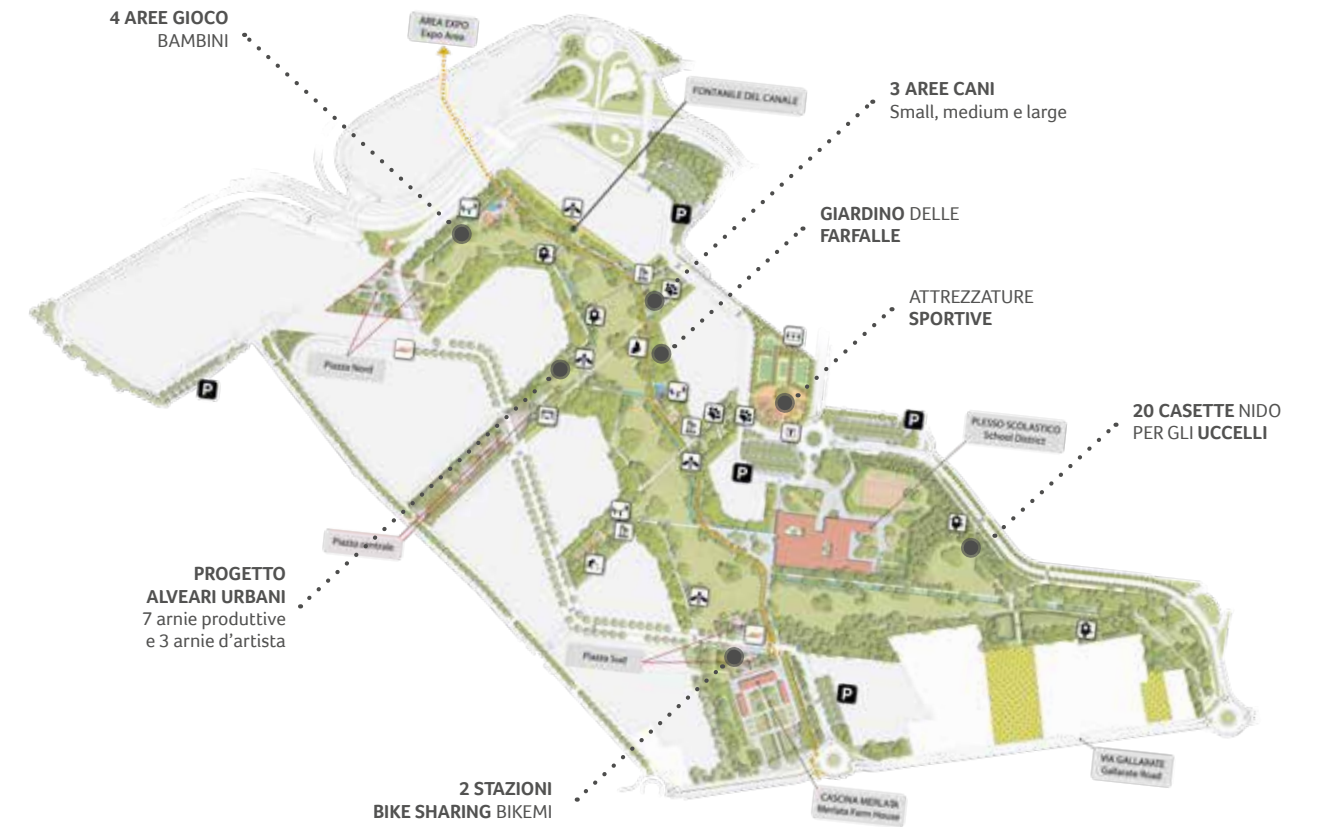 4 AREE GIOCO
BAMBINI
AREA EXPO
Expo Area
FONTANILE DEL CANALE
3 AREE CANI
Small, medium e large
GIARDINO DELLE
FARFALLE
ATTREZZATURE
SPORTIVE
P
Piazza Nord
P
P
PLESSO SCOLASTICO
School District
20 CASETTE NIDO
PER GLI UCCELLI
P
Piazza centrale
PROGETTO
ALVEARI URBANI
7 arnie produttive
e 3 arnie d'artista
Piazza Sud
P
2 STAZIONI
BIKE SHARING BIKEMI
CASCINA MERLATA
Merlata Farm House
VIA GALLARATE
Gallarate Road